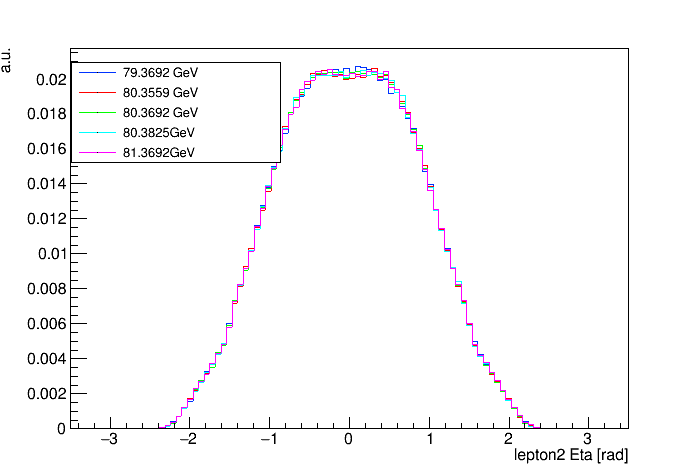 a.u.
79.3692 GeV
80.3559 GeV
80.3692 GeV
80.3825GeV
81.3692GeV
0.02
0.018
0.016
0.014
0.012
0.01
0.008
0.006
0.004
0.002
0
−3 −2 −1 0 1 2 3
lepton2 Eta [rad]